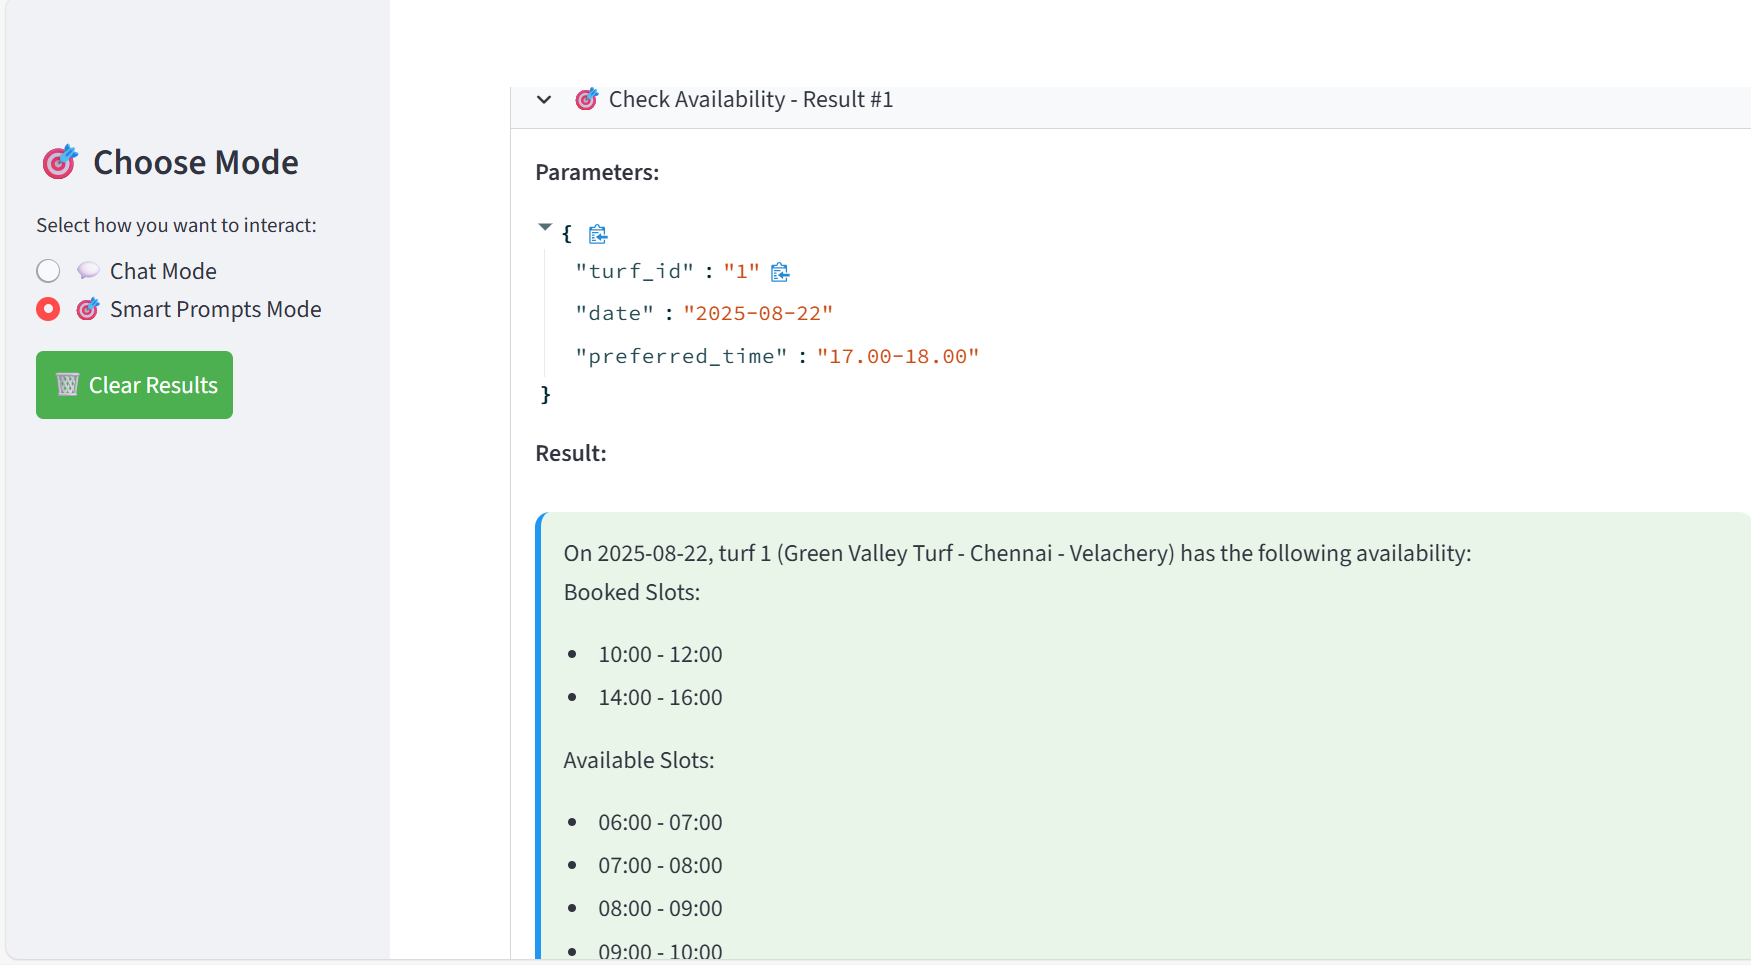 Choose Mode
Select how you want to interact:
Chat Mode
Smart Prompts Mode
Clear Results
Check Availability - Result #1
Parameters:
{
"turf_id" : "1"
"date" : "2025-08-22"
"preferred_time" : "17.00-18.00"
}
Result:
On 2025-08-22, turf 1 (Green Valley Turf - Chennai - Velachery) has the following availability:
Booked Slots:
• 10:00 - 12:00
• 14:00 - 16:00
Available Slots:
• 06:00 - 07:00
• 07:00 - 08:00
• 08:00 - 09:00
• 09:00 - 10:00